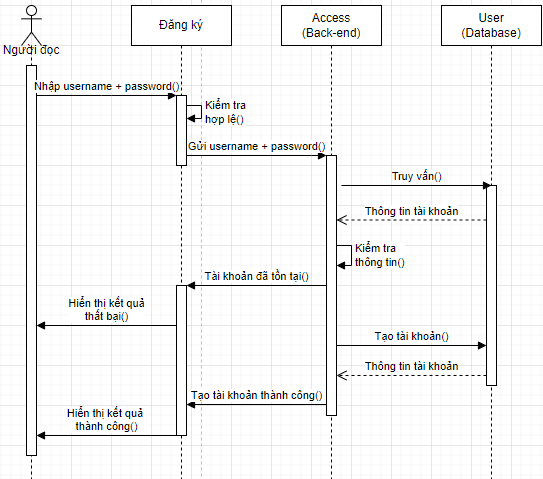 Người đọc
Đăng ký
Access
(Back-end)
User
(Database)
Nhập username + password()
Kiểm tra
hợp lệ()
Gửi username + password()
Truy vấn()
Thông tin tài khoản
Kiểm tra
thông tin()
Tài khoản đã tồn tại()
Hiển thị kết quả
thất bại()
Tạo tài khoản()
Thông tin tài khoản
Tạo tài khoản thành công()
Hiển thị kết quả
thành công()